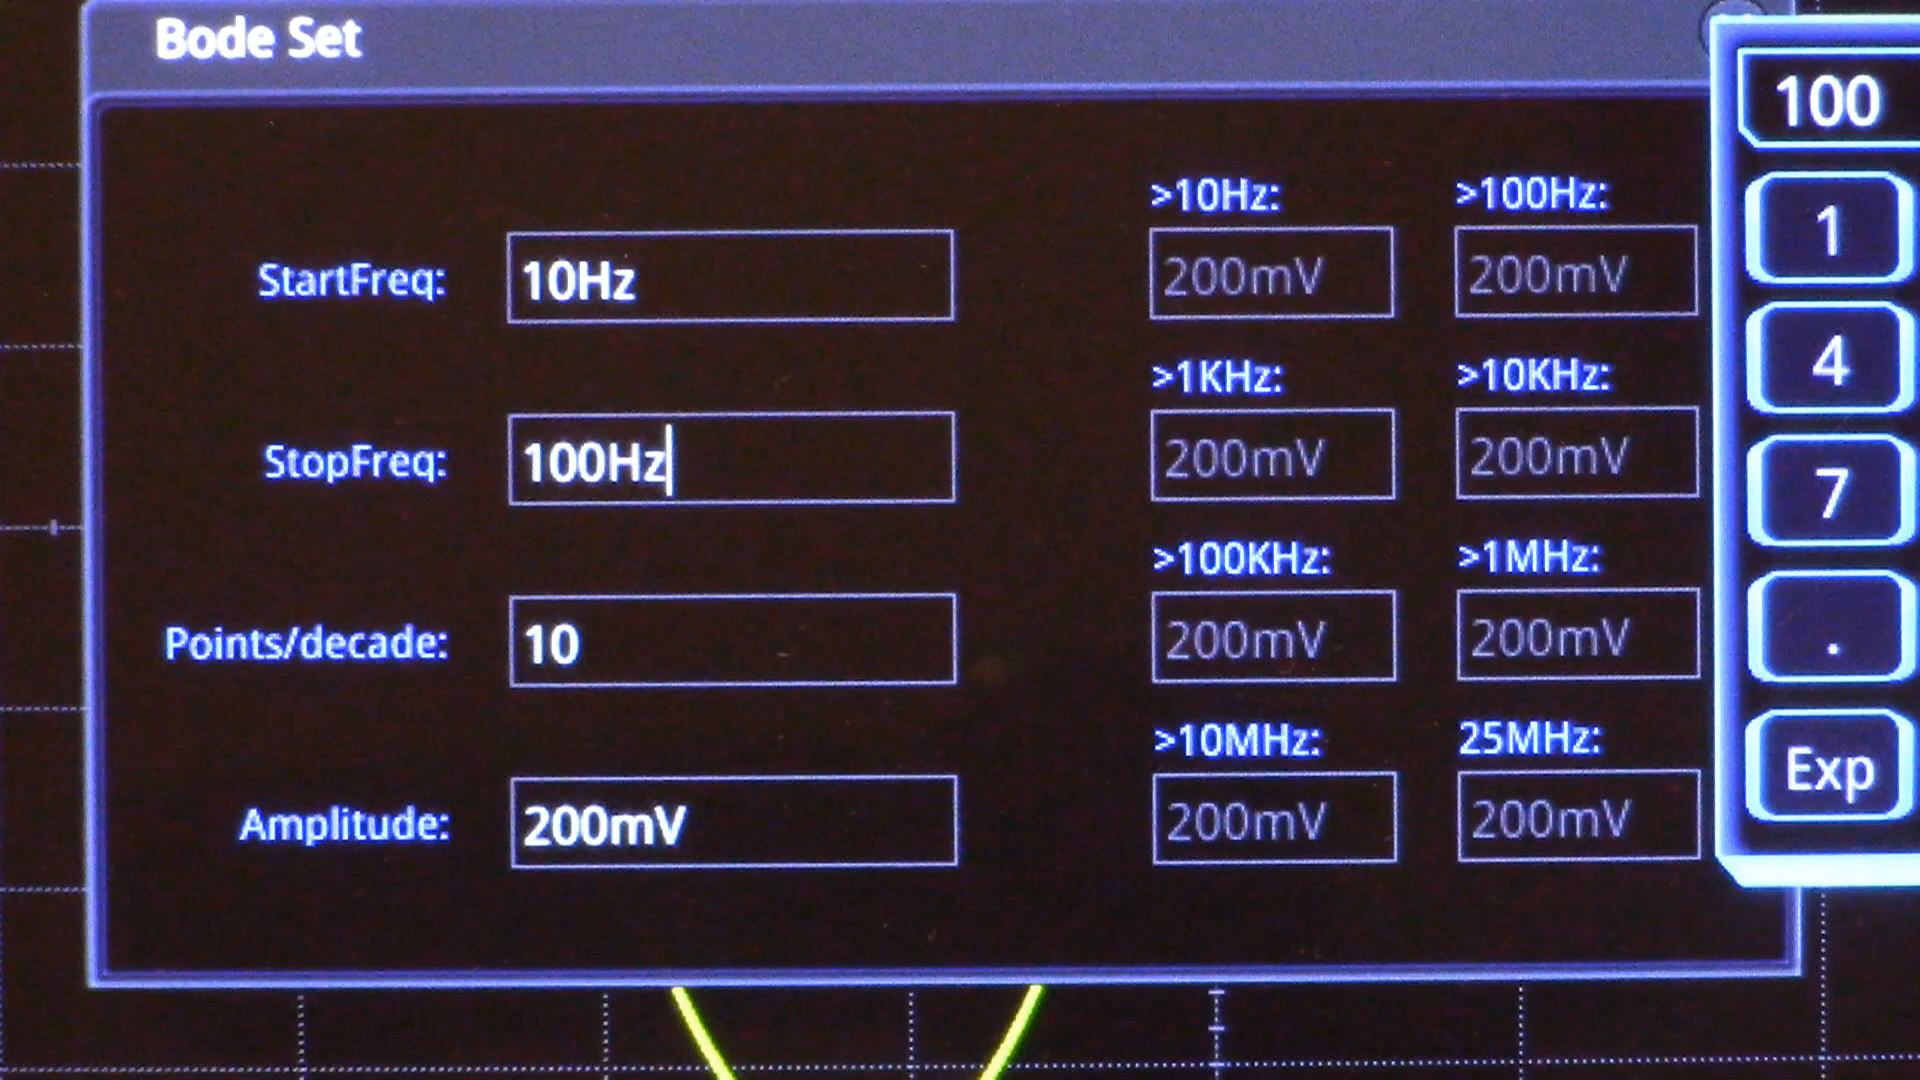 Bode Set
100
>10Hz: >100Hz:
StartFreq: 10Hz 200mV 200mV
1
>1KHz: >10KHz:
4
StopFreq: 100Hz 200mV 200mV
7
>100KHz: >1MHz:
Points/decade: 10 200mV 200mV
.
>10MHz: 25MHz:
Exp
Amplitude: 200mV 200mV 200mV